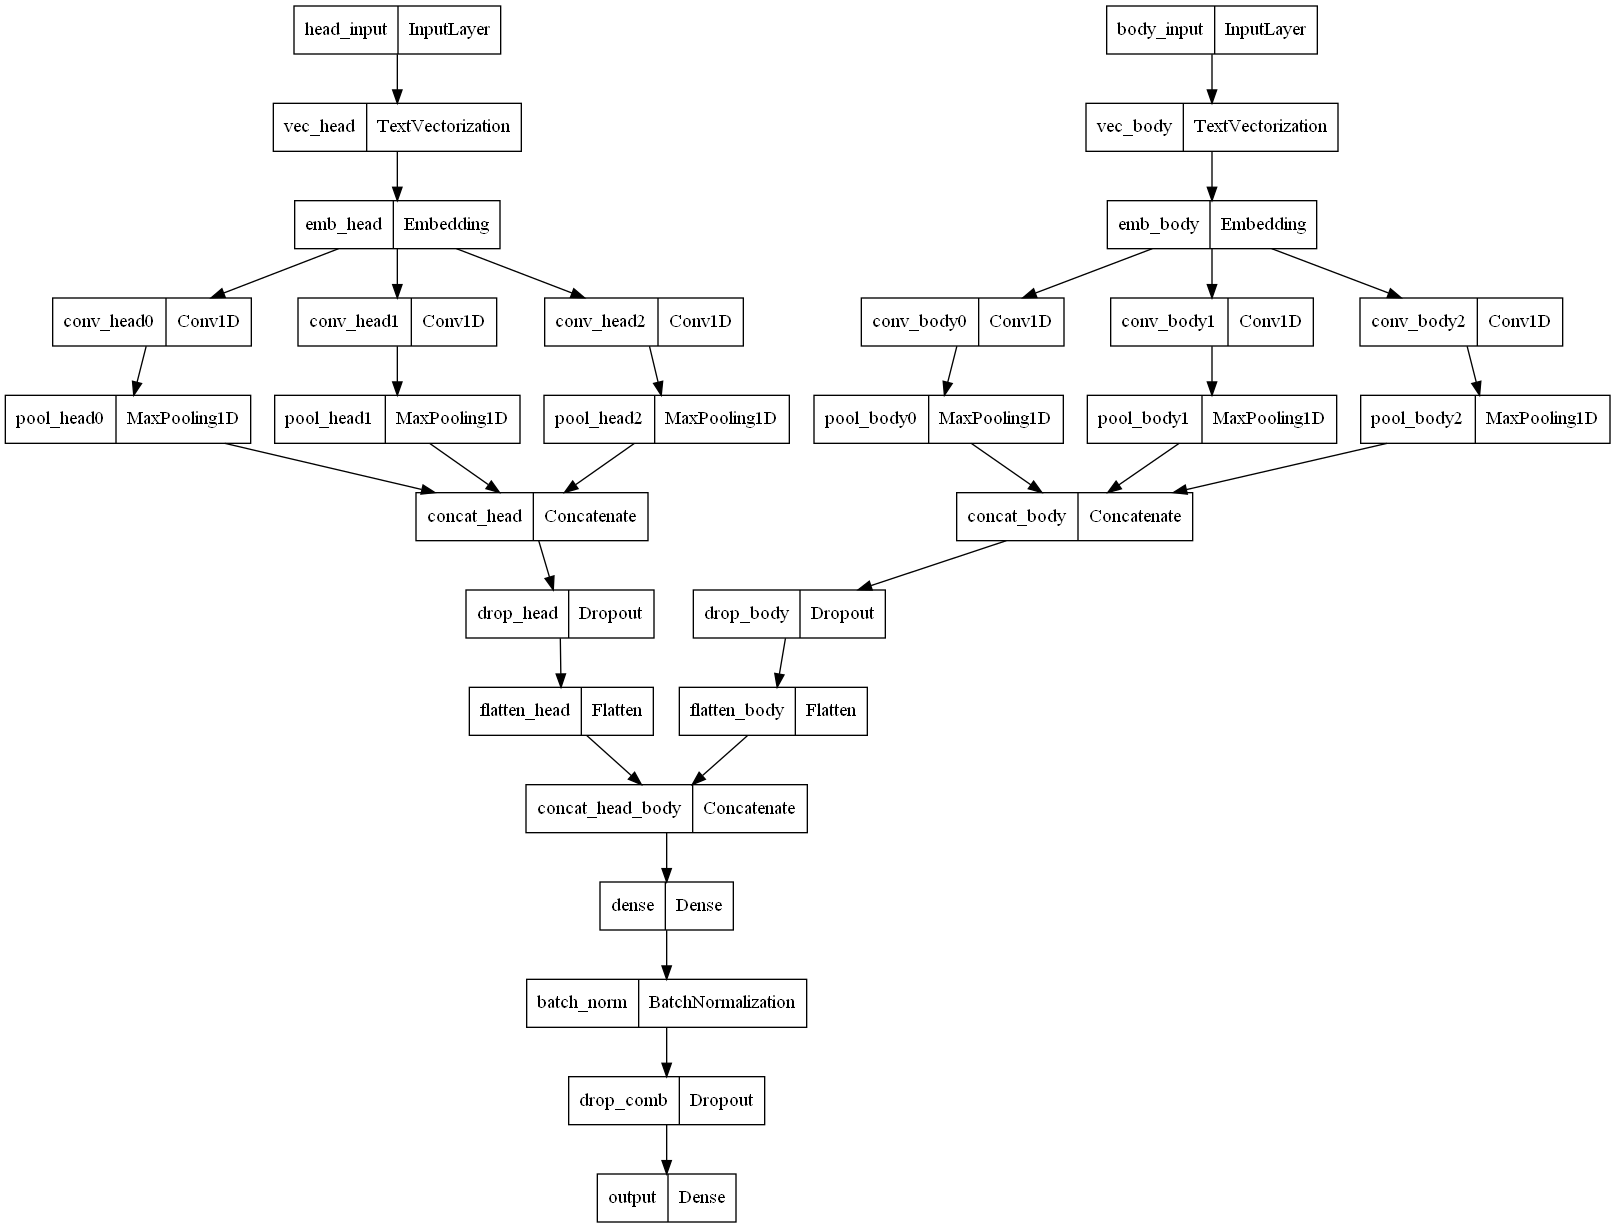 head_input InputLayer body_input InputLayer
vec_head TextVectorization vec_body TextVectorization
emb_head Embedding emb_body Embedding
conv_head0 Conv1D conv_head1 Conv1D conv_head2 Conv1D conv_body0 Conv1D conv_body1 Conv1D conv_body2 Conv1D
pool_head0 MaxPooling1D pool_head1 MaxPooling1D pool_head2 MaxPooling1D pool_body0 MaxPooling1D pool_body1 MaxPooling1D pool_body2 MaxPooling1D
concat_head Concatenate concat_body Concatenate
drop_head Dropout drop_body Dropout
flatten_head Flatten flatten_body Flatten
concat_head_body Concatenate
dense Dense
batch_norm BatchNormalization
drop_comb Dropout
output Dense